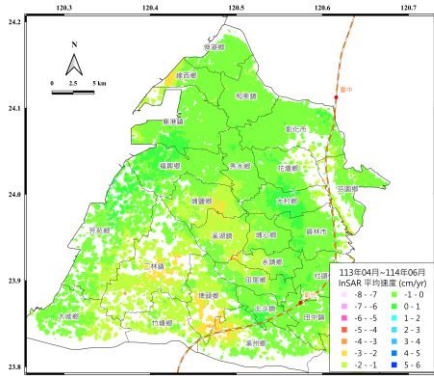 120.3 120.4 120.5 120.6 120.7
24.2
24.1
24.0
23.9
23.8
N
0 2.5 5 km
伸港鄉
線西鄉
和美鎮
鹿港鎮
彰化市
福興鄉
秀水鄉
花壇鄉
芬園鄉
埔鹽鄉
大村鄉
芳苑鄉
溪湖鎮
埔心鄉
員林市
二林鎮
永靖鄉
田尾鄉
社頭
埤頭鄉
大城鄉
竹塘鄉
北斗鎮
田中鎮
溪州鄉
臺中
113年04月~114年06月
InSAR 平均速度 (cm/yr)
-8 - -7
-7 - -6
-6 - -5
-5 - -4
-4 - -3
-3 - -2
-2 - -1
-1 - 0
0 - 1
1 - 2
2 - 3
3 - 4
4 - 5
5 - 6